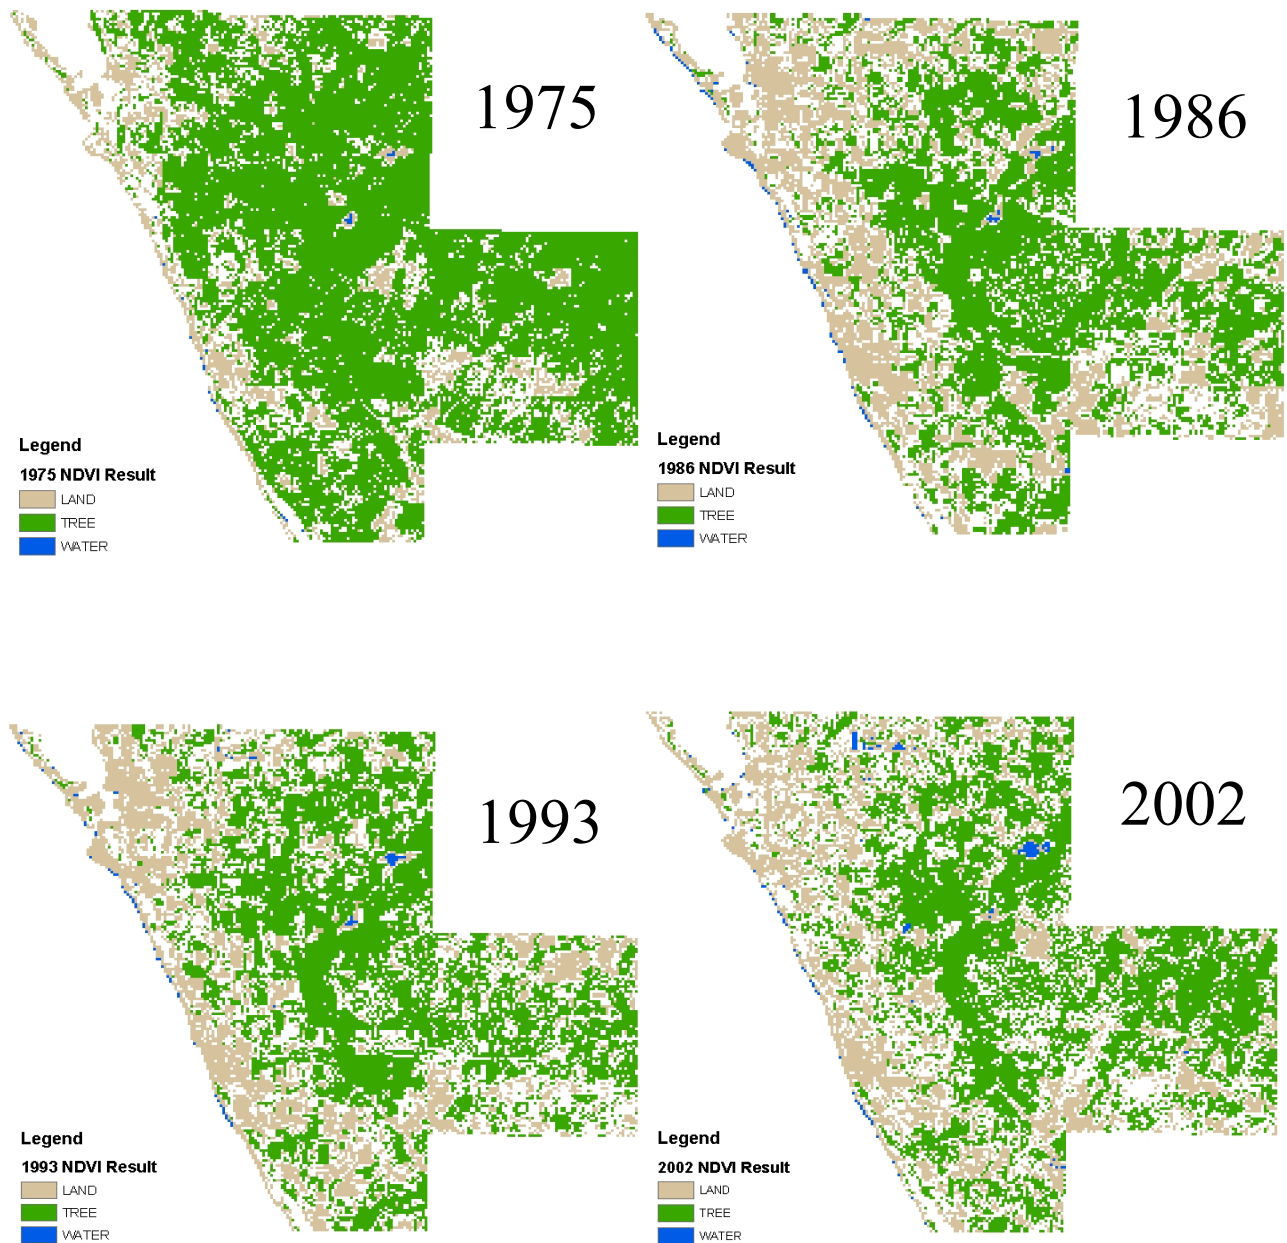 1975
Legend
1975 NDVI Result
LAND
TREE
WATER
1986
Legend
1986 NDVI Result
LAND
TREE
WATER
1993
Legend
1993 NDVI Result
LAND
TREE
WATER
2002
Legend
2002 NDVI Result
LAND
TREE
WATER